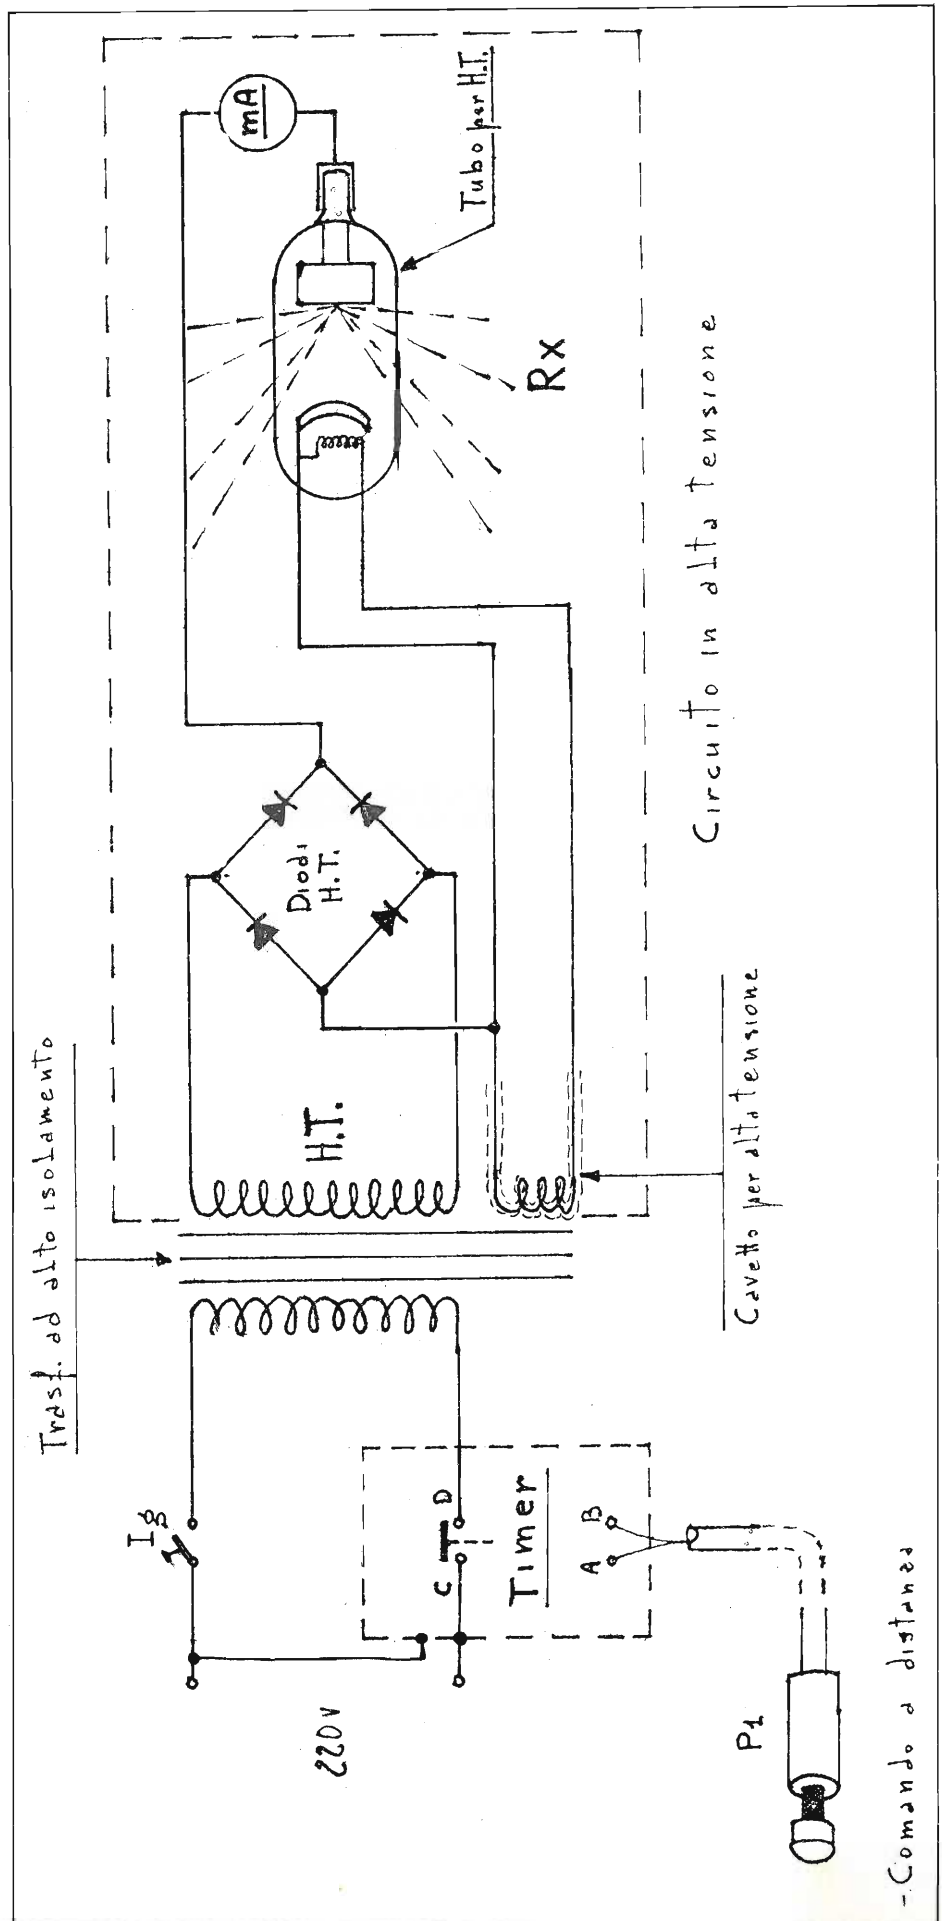 Trasf. ad alto isolamento
Ig
220V
C
D
Timer
A
B
P1
-Comando a distanza
H.T.
Diodi
H.T.
mA
Tubo per H.T.
Rx
Circuito in alta tensione
Cavetto per alta tensione